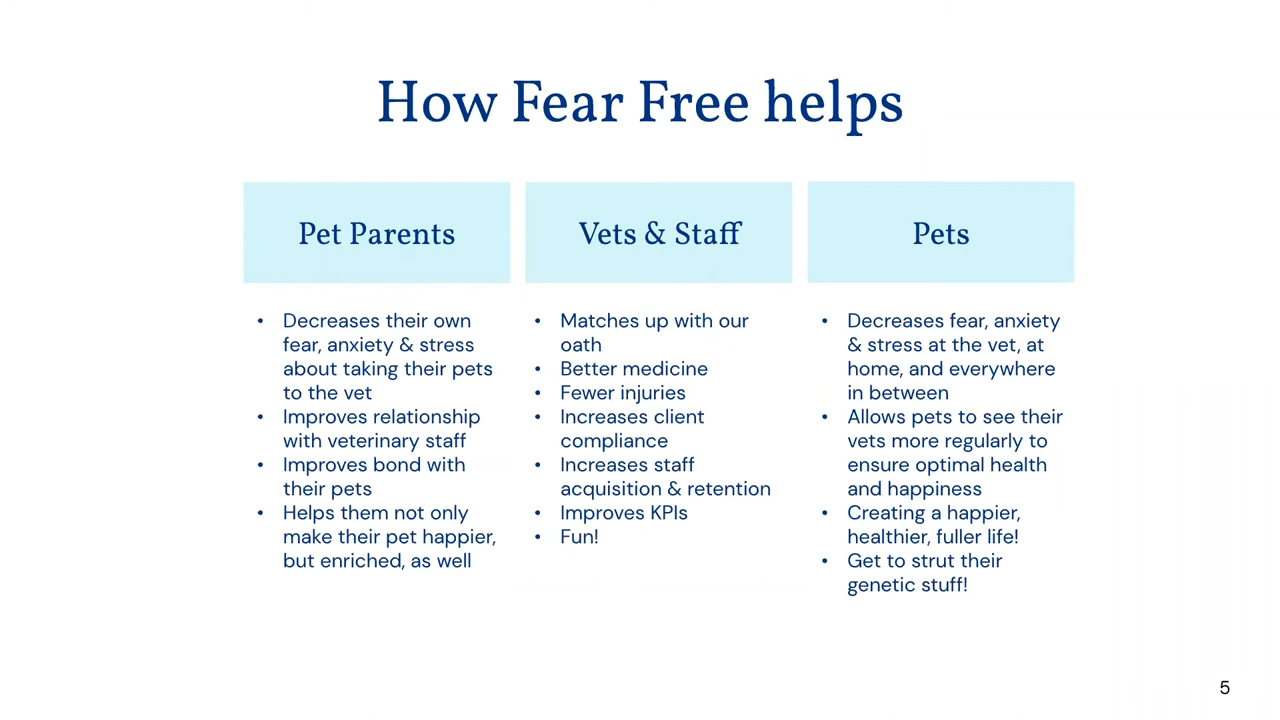 How Fear Free helps
Pet Parents
• Decreases their own
fear, anxiety & stress
about taking their pets
to the vet
• Improves relationship
with veterinary staff
• Improves bond with
their pets
• Helps them not only
make their pet happier,
but enriched, as well
Vets & Staff
• Matches up with our
oath
• Better medicine
• Fewer injuries
• Increases client
compliance
• Increases staff
acquisition & retention
• Improves KPIs
• Fun!
Pets
• Decreases fear, anxiety
& stress at the vet, at
home, and everywhere
in between
• Allows pets to see their
vets more regularly to
ensure optimal health
and happiness
• Creating a happier,
healthier, fuller life!
• Get to strut their
genetic stuff!
5